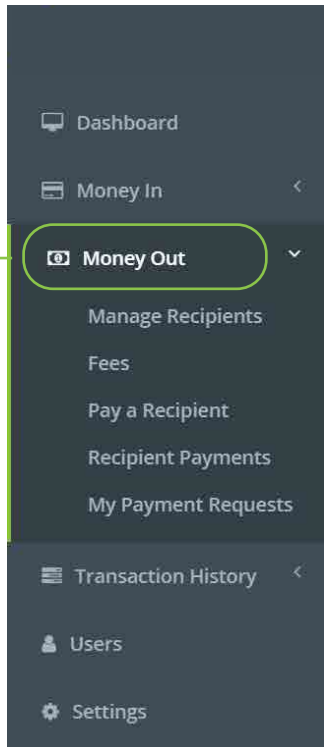 Dashboard
Money In
Money Out
Manage Recipients
Fees
Pay a Recipient
Recipient Payments
My Payment Requests
Transaction History
Users
Settings